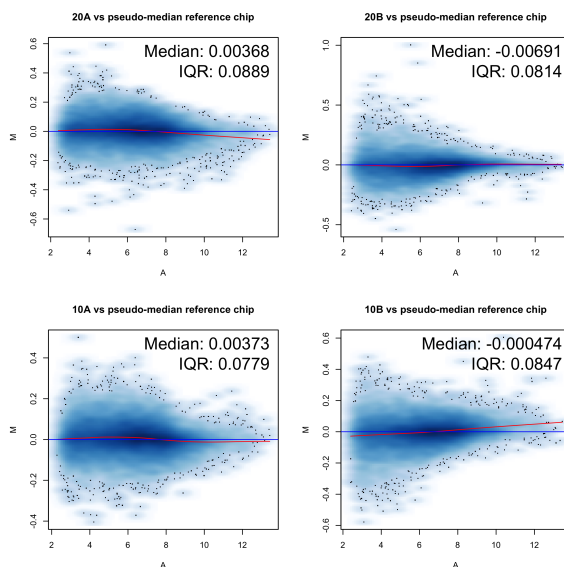 20A vs pseudo-median reference chip
Median: 0.00368
IQR: 0.0889
0.6
0.4
0.2
0.0
-0.2
-0.4
-0.6
M
2 4 6 8 10 12
A
20B vs pseudo-median reference chip
Median: -0.00691
IQR: 0.0814
1.0
0.5
0.0
-0.5
M
2 4 6 8 10 12
A
10A vs pseudo-median reference chip
Median: 0.00373
IQR: 0.0779
0.4
0.2
0.0
-0.2
-0.4
M
2 4 6 8 10 12
A
10B vs pseudo-median reference chip
Median: -0.000474
IQR: 0.0847
0.6
0.4
0.2
0.0
-0.2
-0.4
-0.6
M
2 4 6 8 10 12
A